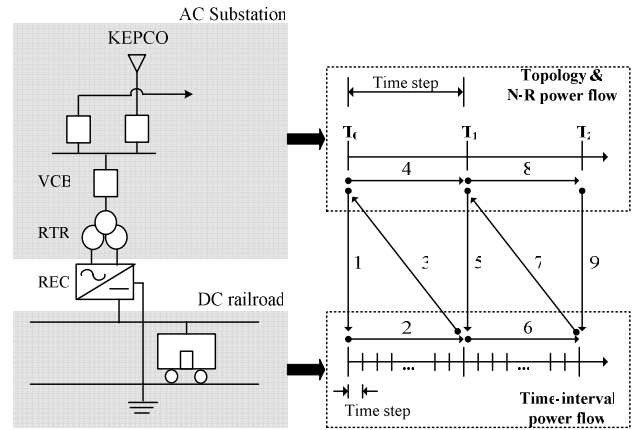 AC Substation
KEPCO
VCB
RTR
REC
DC railroad
Time step
Topology &
N-R power flow
T₀
T₁
T₂
4
8
1
3
5
7
9
2
6
...
...
Time step
Time-interval
power flow